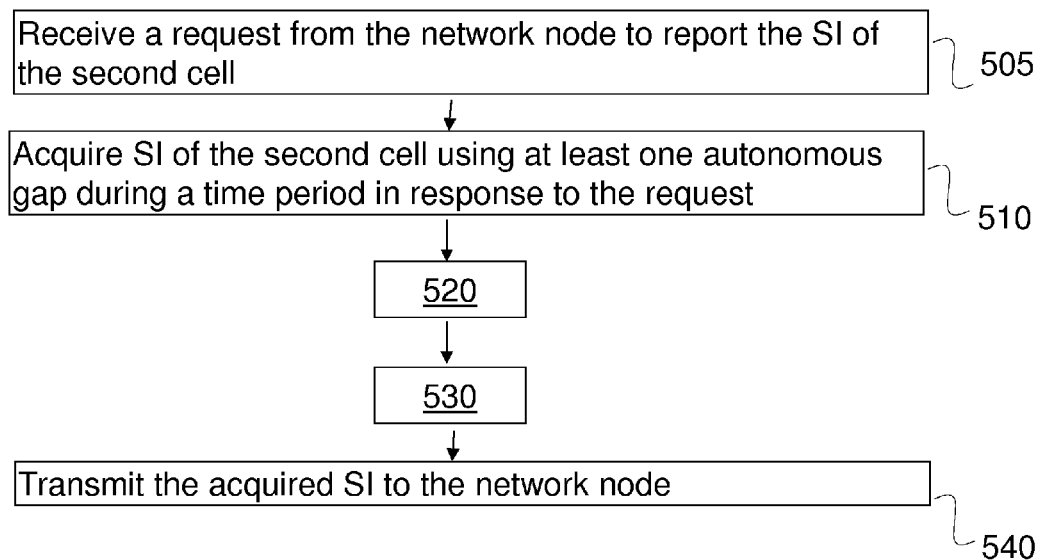 Receive a request from the network node to report the SI of
the second cell
505
Acquire SI of the second cell using at least one autonomous
gap during a time period in response to the request
510
520
530
Transmit the acquired SI to the network node
540